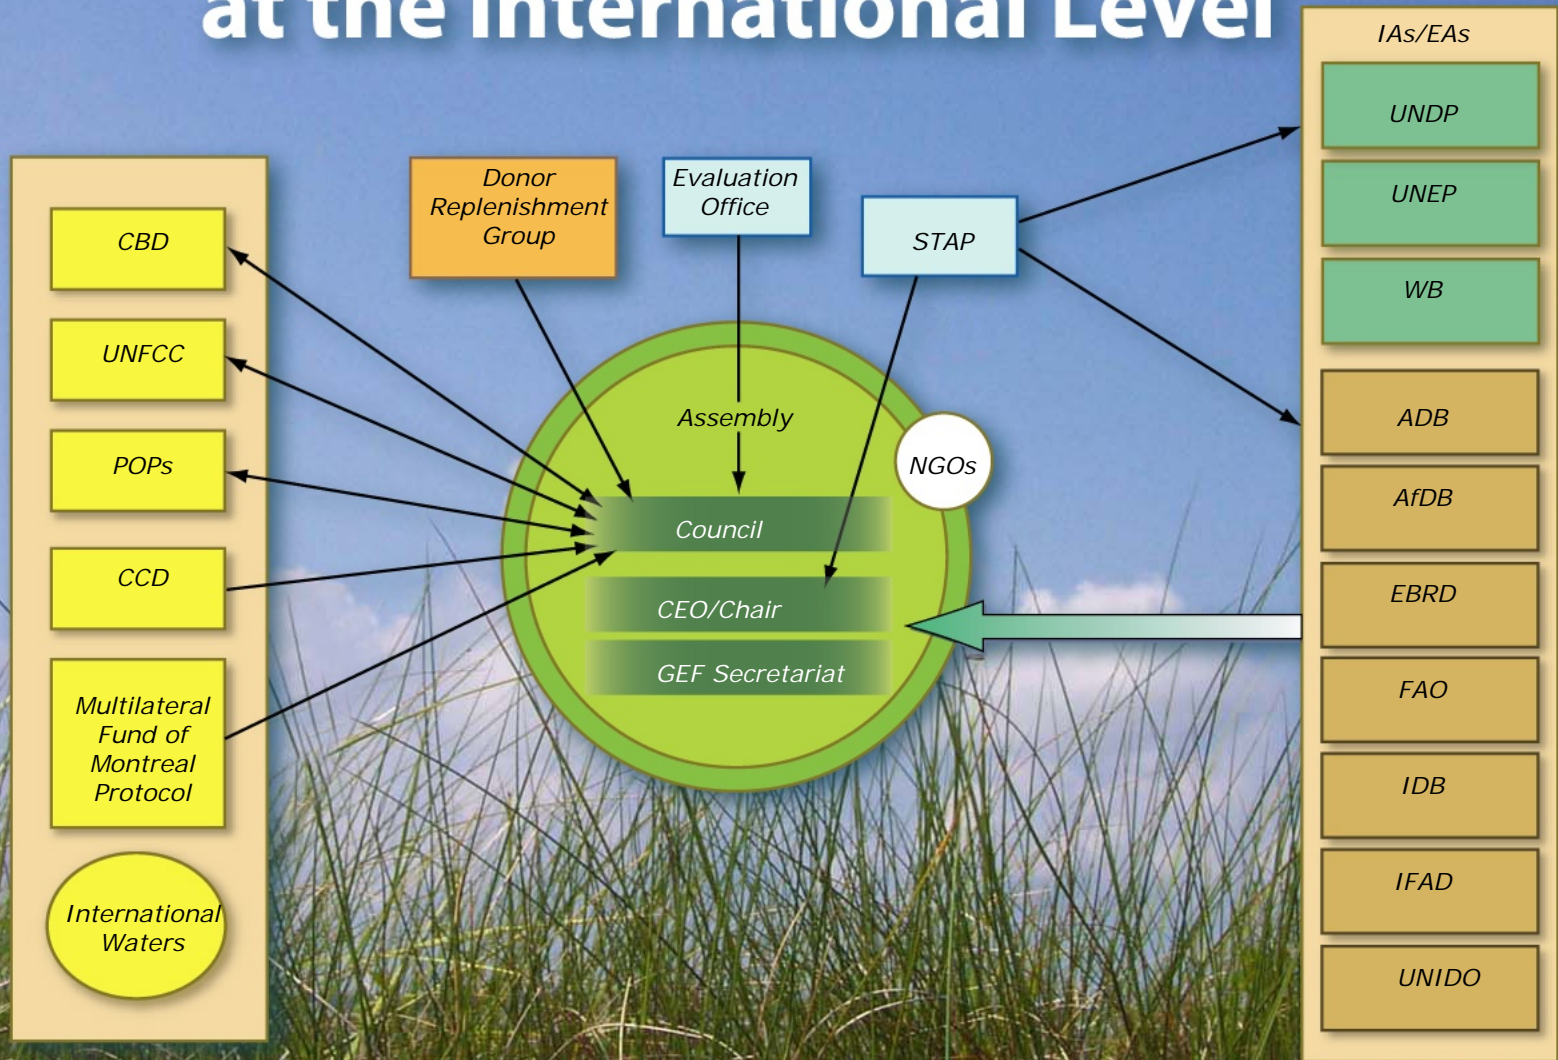 at the International Level
IAs/EAs
UNDP
UNEP
WB
ADB
AfDB
EBRD
FAO
IDB
IFAD
UNIDO
CBD
UNFCC
POPs
CCD
Multilateral
Fund of
Montreal
Protocol
International
Waters
Donor
Replenishment
Group
Evaluation
Office
STAP
Assembly
NGOs
Council
CEO/Chair
GEF Secretariat